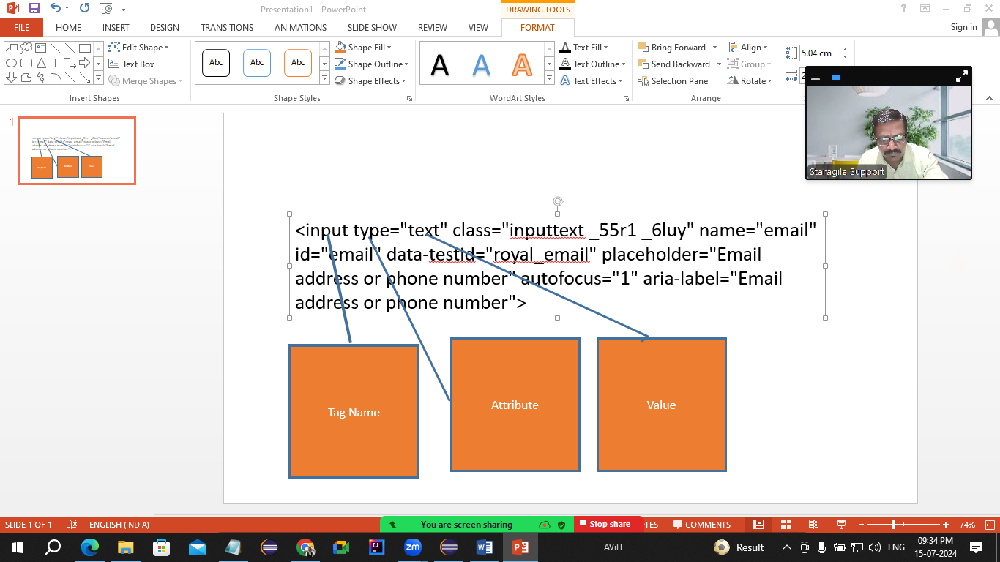 Presentation1 - PowerPoint
DRAWING TOOLS
?
FILE HOME INSERT DESIGN TRANSITIONS ANIMATIONS SLIDE SHOW REVIEW VIEW FORMAT Sign in
Edit Shape
Text Box
Merge Shapes
Insert Shapes
Abc Abc Abc
Shape Fill
Shape Outline
Shape Effects
Shape Styles
A A A
Text Fill
Text Outline
Text Effects
WordArt Styles
Bring Forward
Send Backward
Selection Pane
Align
Group
Rotate
Arrange
5.04 cm
Staragile Support
1
<input type="text" class="inputtext _55r1 _6luy" name="email"
id="email" data-testid="royal_email" placeholder="Email
address or phone number" autofocus="1" aria-label="Email
address or phone number">
Tag Name
Attribute
Value
SLIDE 1 OF 1 ENGLISH (INDIA) You are screen sharing Stop share TES COMMENTS 74%
zm
AViIT
Result
ENG
09:34 PM
15-07-2024